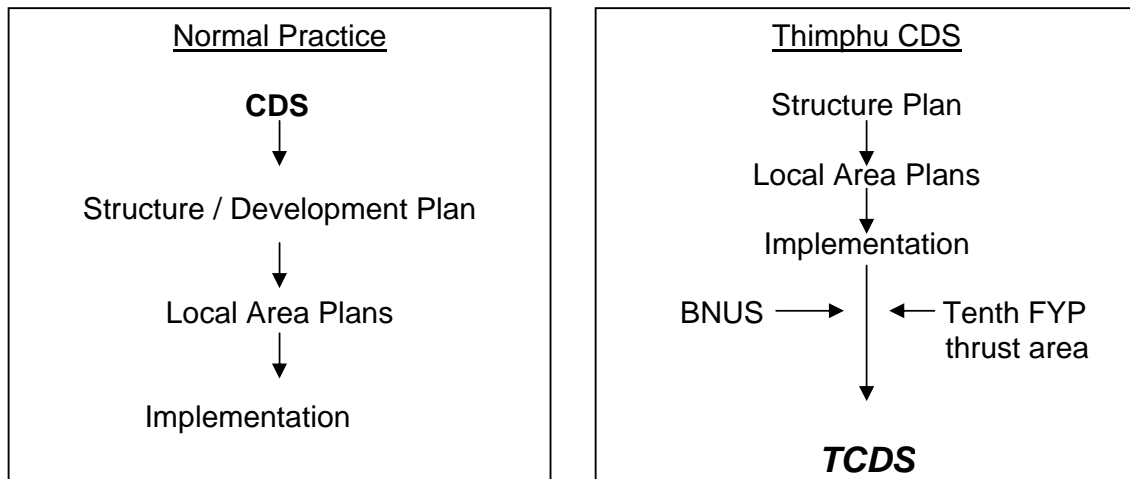 Normal Practice
CDS
Structure / Development Plan
Local Area Plans
Implementation
Thimphu CDS
Structure Plan
Local Area Plans
Implementation
BNUS
Tenth FYP
thrust area
TCDS